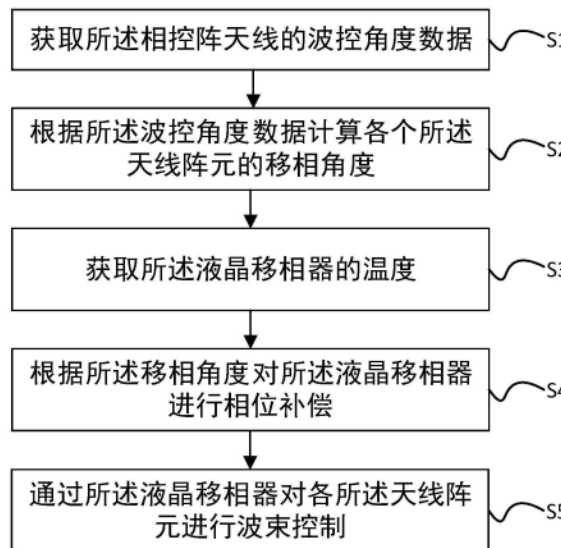 获取所述相控阵天线的波控角度数据
S1
根据所述波控角度数据计算各个所述
天线阵元的移相角度
S2
获取所述液晶移相器的温度
S3
根据所述移相角度对所述液晶移相器
进行相位补偿
S4
通过所述液晶移相器对各所述天线阵
元进行波束控制
S5